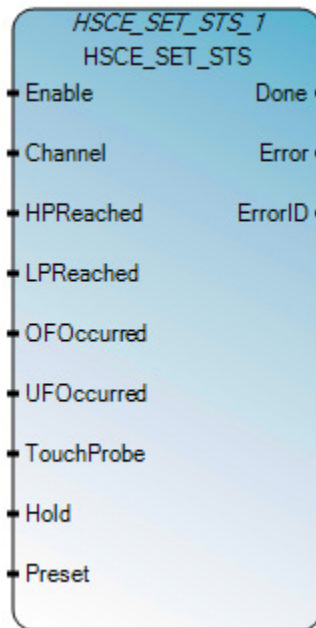 HSCE_SET_STS_1
HSCE_SET_STS
Enable Done
Channel Error
HPReached ErrorID
LPReached
OFOccurred
UFOccurred
TouchProbe
Hold
Preset